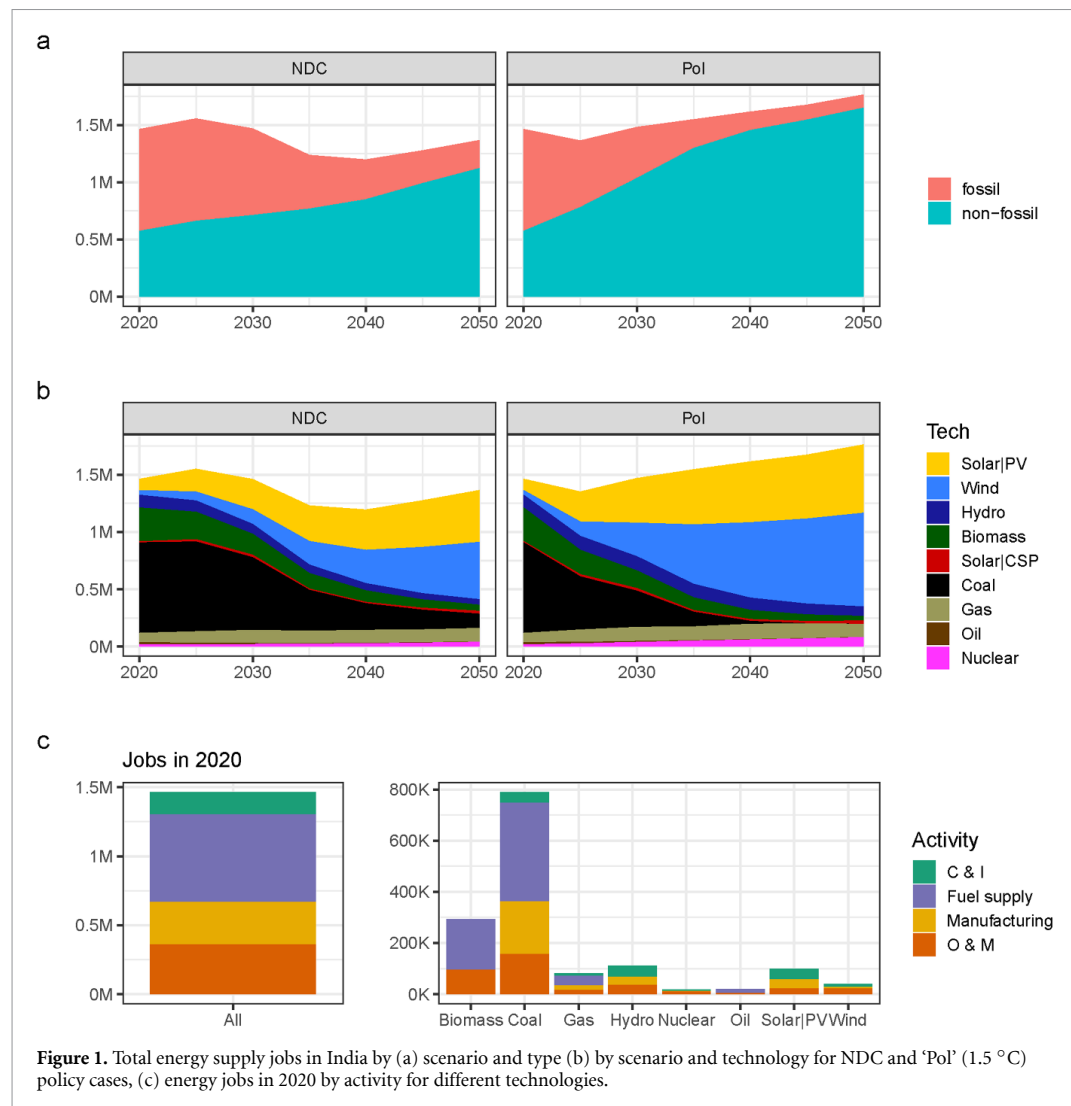 a
NDC
Pol
1.5M
1M
0.5M
0M
2020 2030 2040 2050
2020 2030 2040 2050
fossil
non-fossil
b
NDC
Pol
1.5M
1M
0.5M
0M
2020 2030 2040 2050
2020 2030 2040 2050
Tech
Solar|PV
Wind
Hydro
Biomass
Solar|CSP
Coal
Gas
Oil
Nuclear
c
Jobs in 2020
1.5M
1M
0.5M
0M
All
800K
600K
400K
200K
0K
Biomass Coal Gas Hydro Nuclear Oil Solar|PV Wind
Activity
C & I
Fuel supply
Manufacturing
O & M
Figure 1. Total energy supply jobs in India by (a) scenario and type (b) by scenario and technology for NDC and ‘Pol’ (1.5 °C)
policy cases, (c) energy jobs in 2020 by activity for different technologies.